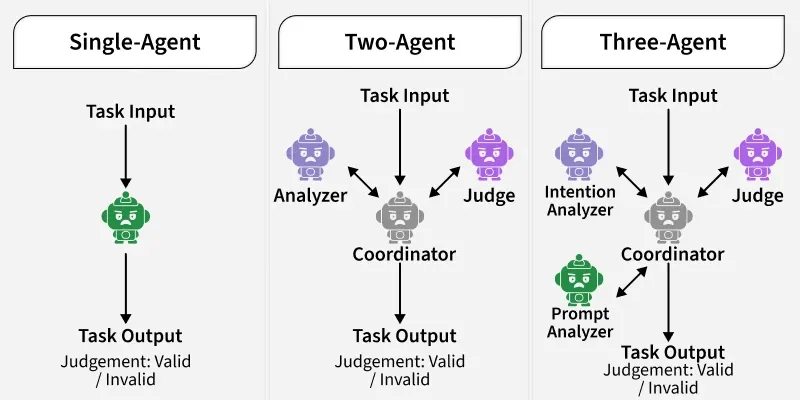 Single-Agent
Task Input
Task Output
Judgement: Valid
/ Invalid
Two-Agent
Task Input
Analyzer
Judge
Coordinator
Task Output
Judgement: Valid
/ Invalid
Three-Agent
Task Input
Intention
Analyzer
Judge
Coordinator
Prompt
Analyzer
Task Output
Judgement: Valid
/ Invalid